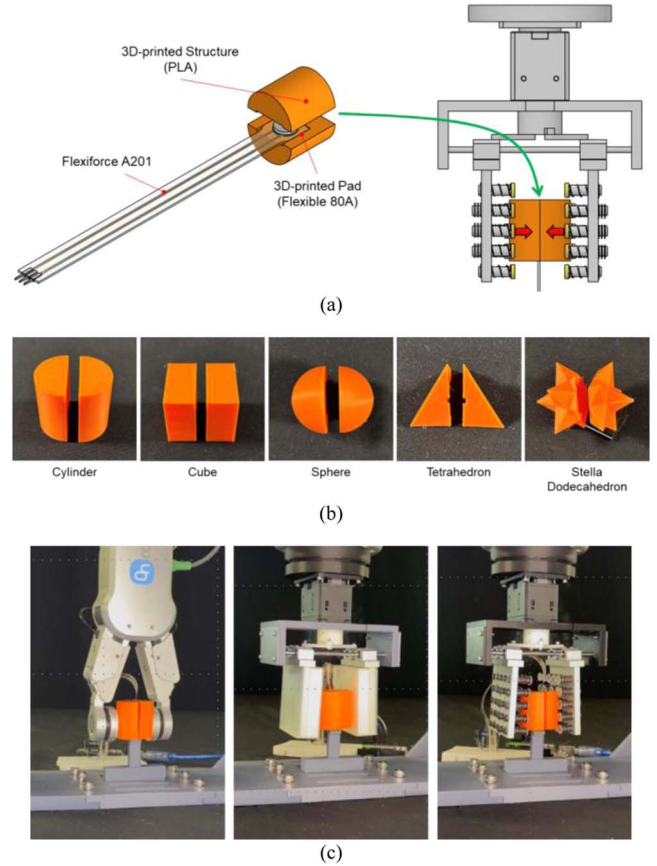 (a)
3D-printed Structure
(PLA)
Flexiforce A201
3D-printed Pad
(Flexible 80A)
(b)
Cylinder
Cube
Sphere
Tetrahedron
Stella
Dodecahedron
(c)